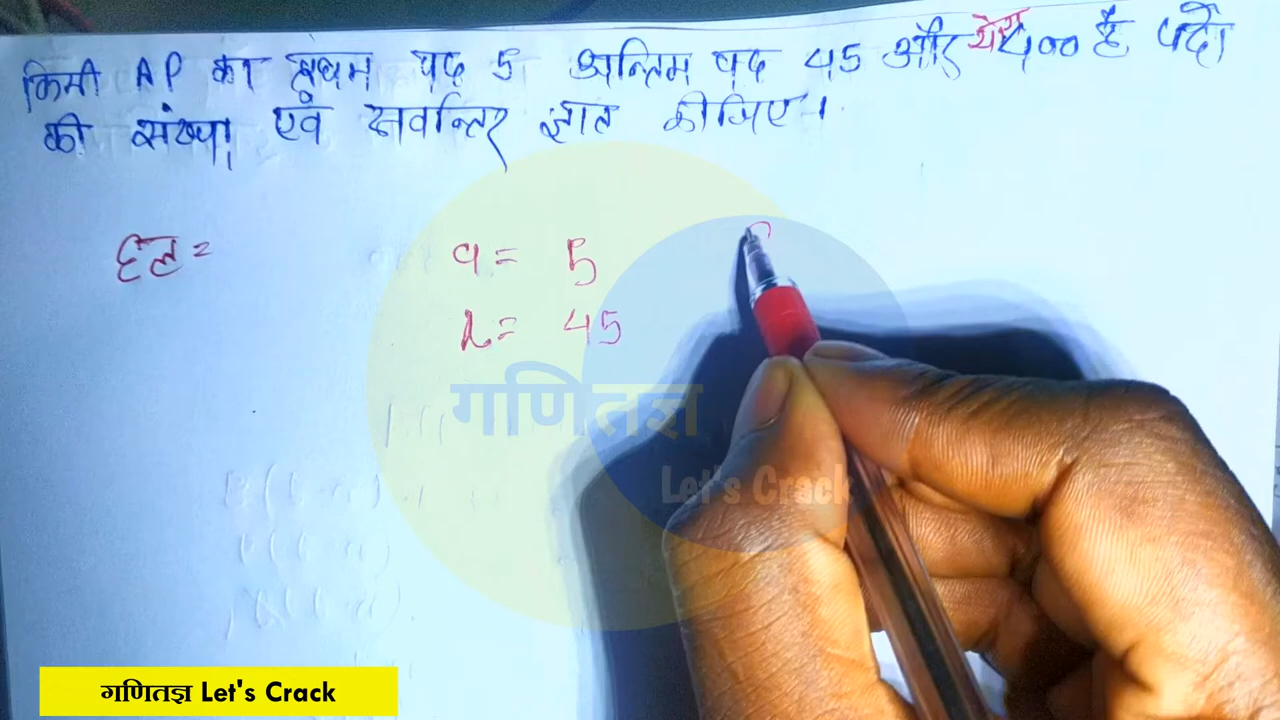 किसी AP का प्रथम पद 5 अन्तिम पद 45 और योग 400 है पदों
की संख्या एवं सर्वान्तर ज्ञात कीजिए।
हल =
a = 5
l = 45
गणितज्ञ
Let's Crack
गणितज्ञ Let's Crack